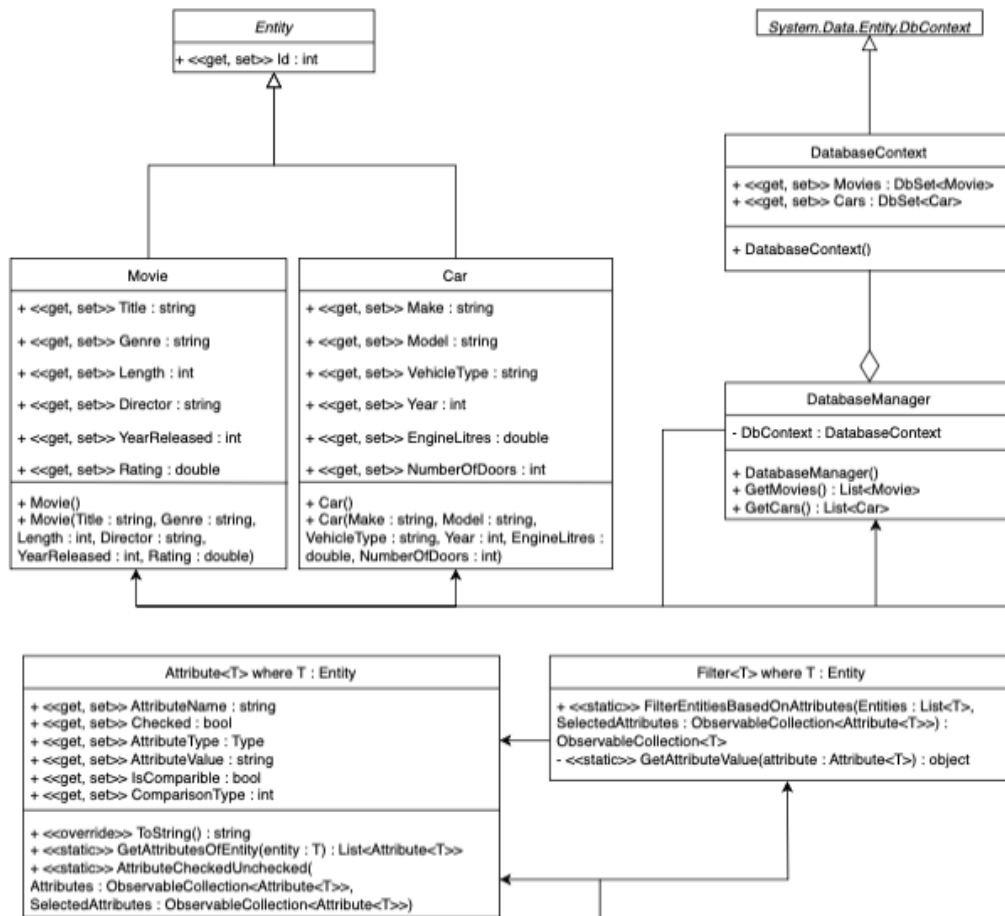 Entity
+ <<get, set>> Id : int
System.Data.Entity.DbContext
DatabaseContext
+ <<get, set>> Movies : DbSet<Movie>
+ <<get, set>> Cars : DbSet<Car>
+ DatabaseContext()
Movie
+ <<get, set>> Title : string
+ <<get, set>> Genre : string
+ <<get, set>> Length : int
+ <<get, set>> Director : string
+ <<get, set>> YearReleased : int
+ <<get, set>> Rating : double
+ Movie()
+ Movie(Title : string, Genre : string,
Length : int, Director : string,
YearReleased : int, Rating : double)
Car
+ <<get, set>> Make : string
+ <<get, set>> Model : string
+ <<get, set>> VehicleType : string
+ <<get, set>> Year : int
+ <<get, set>> EngineLitres : double
+ <<get, set>> NumberOfDoors : int
+ Car()
+ Car(Make : string, Model : string,
VehicleType : string, Year : int, EngineLitres :
double, NumberOfDoors : int)
DatabaseManager
- DbContext : DatabaseContext
+ DatabaseManager()
+ GetMovies() : List<Movie>
+ GetCars() : List<Car>
Attribute<T> where T : Entity
+ <<get, set>> AttributeName : string
+ <<get, set>> Checked : bool
+ <<get, set>> AttributeType : Type
+ <<get, set>> AttributeValue : string
+ <<get, set>> IsComparible : bool
+ <<get, set>> ComparisonType : int
+ <<override>> ToString() : string
+ <<static>> GetAttributesOfEntity(entity : T) : List<Attribute<T>>
+ <<static>> AttributeCheckedUnchecked(
Attributes : ObservableCollection<Attribute<T>>,
SelectedAttributes : ObservableCollection<Attribute<T>>)
Filter<T> where T : Entity
+ <<static>> FilterEntitiesBasedOnAttributes(Entities : List<T>,
SelectedAttributes : ObservableCollection<Attribute<T>>) :
ObservableCollection<T>
- <<static>> GetAttributeValue(attribute : Attribute<T>) : object